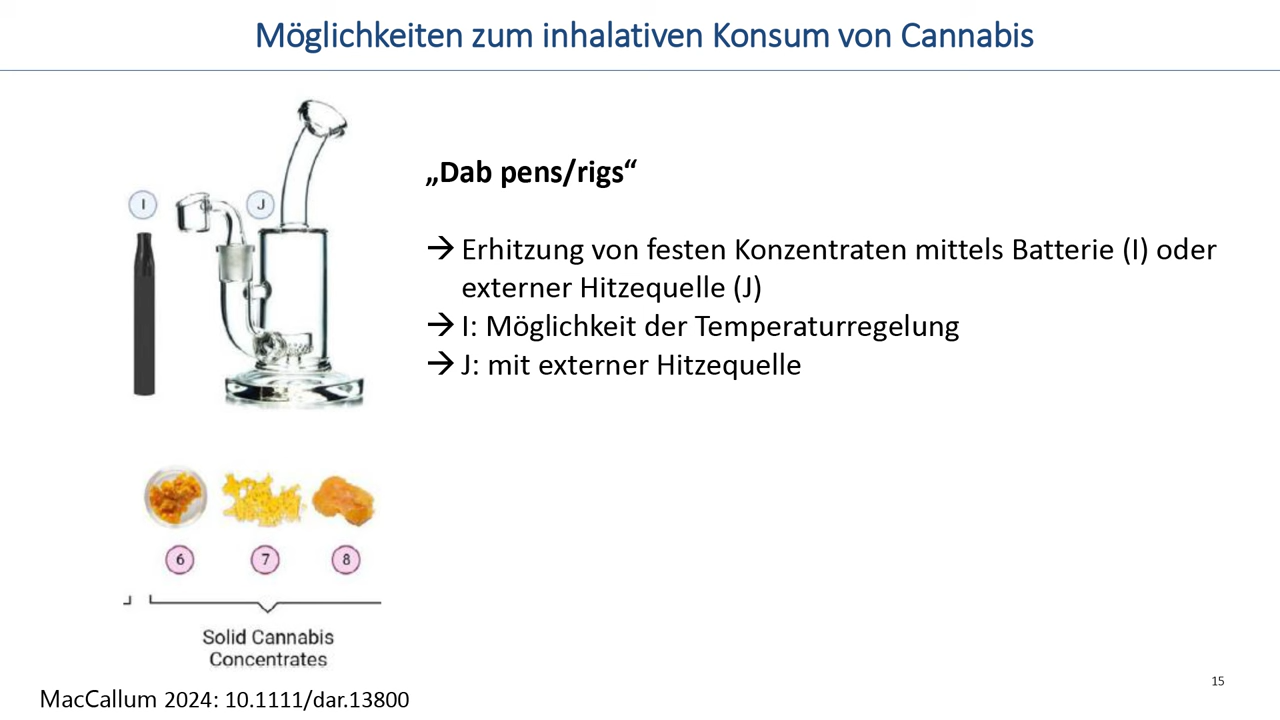 Möglichkeiten zum inhalativen Konsum von Cannabis
I
J
„Dab pens/rigs“
→ Erhitzung von festen Konzentraten mittels Batterie (I) oder
externer Hitzequelle (J)
→ I: Möglichkeit der Temperaturregelung
→ J: mit externer Hitzequelle
6
7
8
Solid Cannabis
Concentrates
MacCallum 2024: 10.1111/dar.13800
15